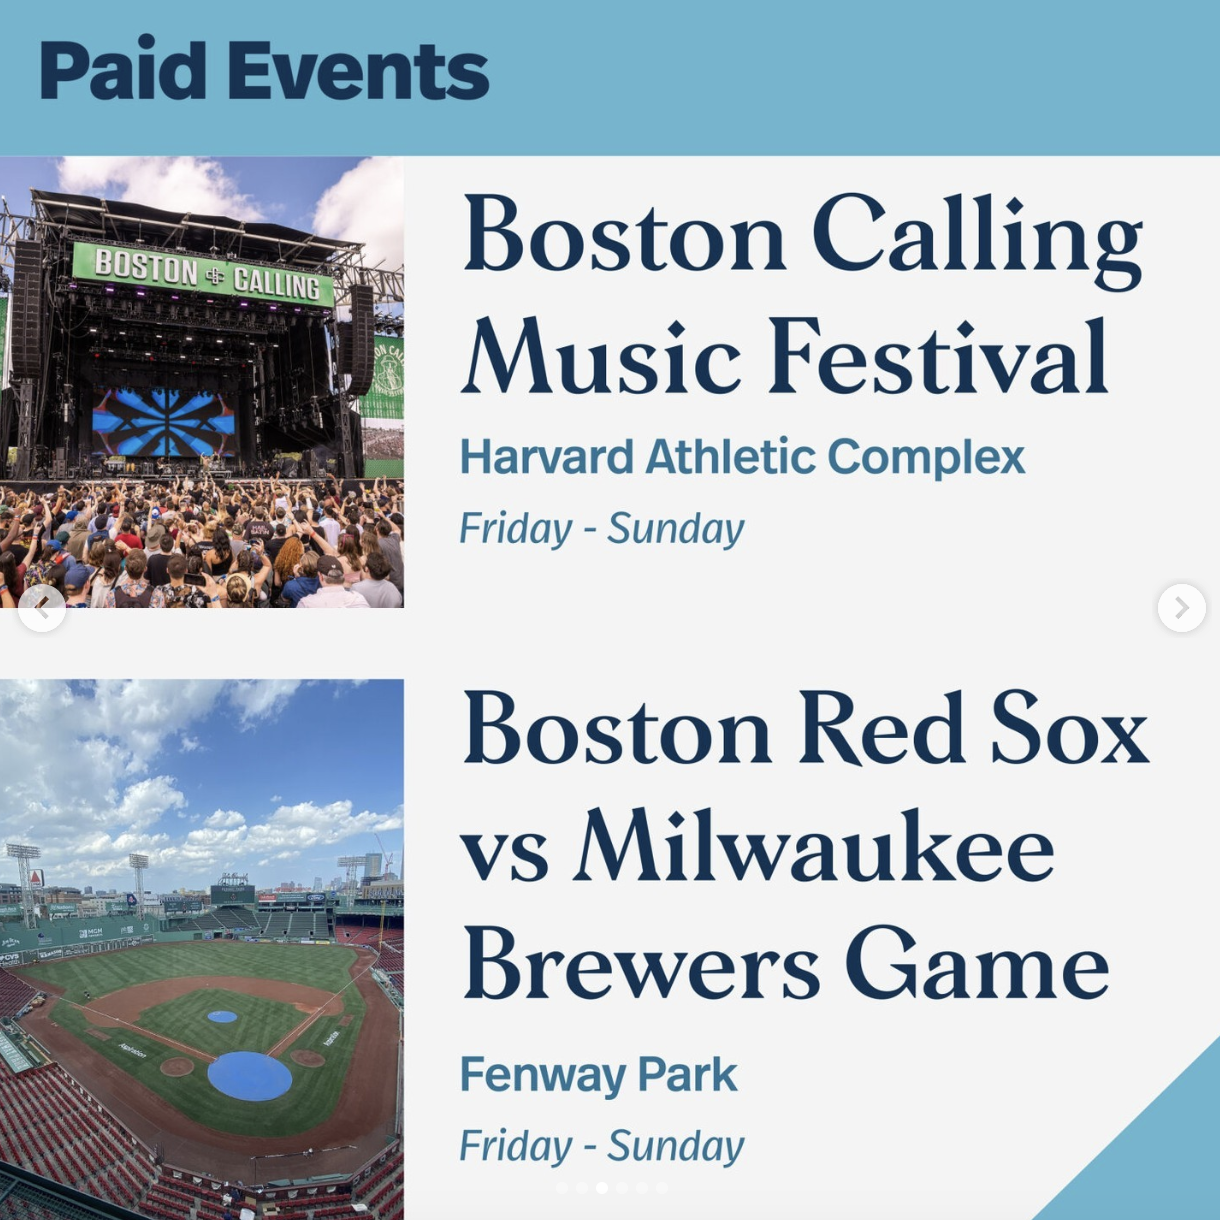 Paid Events
BOSTON CALLING
Boston Calling
Music Festival
Harvard Athletic Complex
Friday - Sunday
Boston Red Sox
vs Milwaukee
Brewers Game
Fenway Park
Friday - Sunday